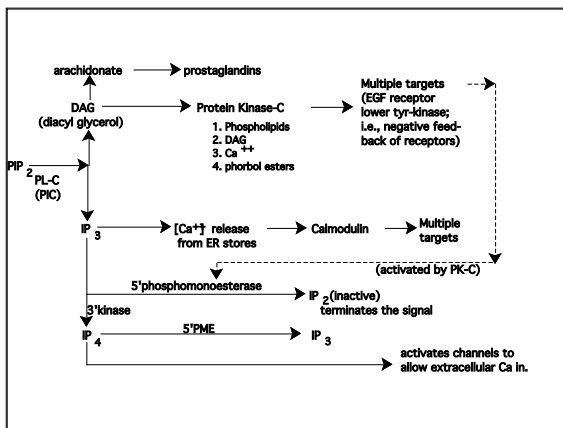 arachidonate
prostaglandins
DAG
(diacyl glycerol)
Protein Kinase-C
1. Phospholipids
2. DAG
3. Ca ++
4. phorbol esters
Multiple targets
(EGF receptor
lower tyr-kinase;
i.e., negative feed-
back of receptors)
PIP 2
PL-C
(PIC)
IP 3
[Ca++] release
from ER stores
Calmodulin
Multiple
targets
(activated by PK-C)
5'phosphomonoesterase
IP 2 (inactive)
terminates the signal
3'kinase
IP 4
5'PME
IP 3
activates channels to
allow extracellular Ca in.